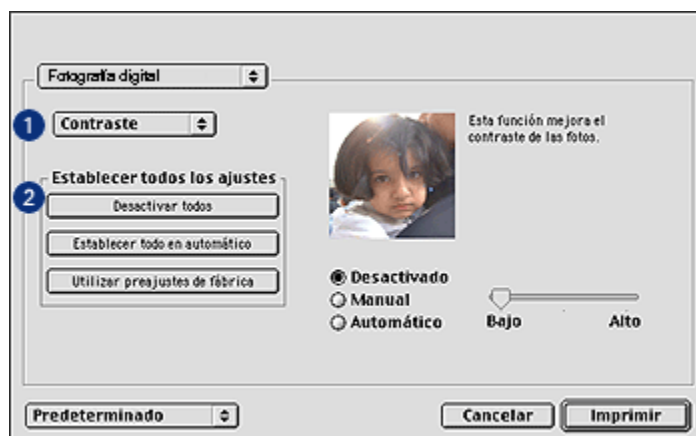 Fotografía digital
1
Contraste
Esta función mejora el
contraste de las fotos.
Establecer todos los ajustes
2
Desactivar todos
Establecer todo en automático
Utilizar preajustes de fábrica
Desactivado
Manual
Automático
Bajo
Alto
Predeterminado
Cancelar
Imprimir